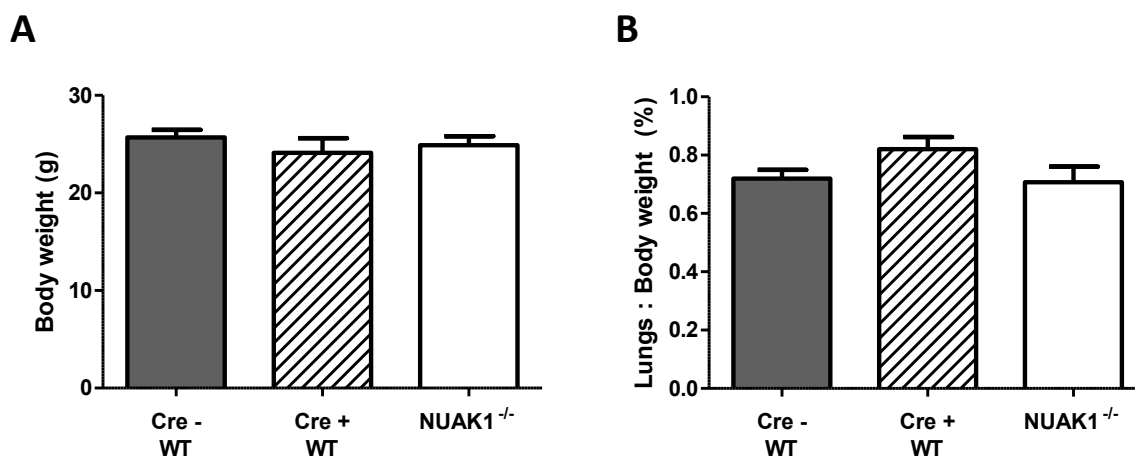 A
Body weight (g)
30
20
10
0
Cre -
WT
Cre +
WT
NUAK1 -/-
B
Lungs : Body weight (%)
1.0
0.8
0.6
0.4
0.2
0.0
Cre -
WT
Cre +
WT
NUAK1 -/-